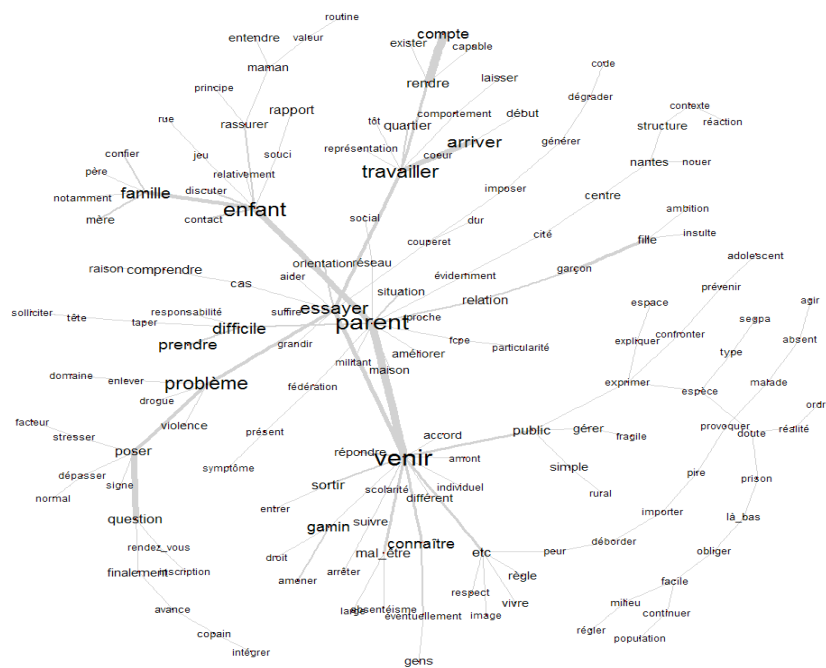 routine
compte
entendre
valeur
exister
capable
maman
code
rendre
laisser
principe
dégrader
rapport
tôt
comportement
début
contexte
rue
rassurer
quartier
structure
réaction
confier
jeu
souci
représentation
coeur
arriver
générer
père
relativement
travailler
nantes
nouer
famille
discuter
imposer
centre
notamment
enfant
ambition
mère
contact
social
dur
cité
fille
insulte
couperet
adolescent
raison
comprendre
orientation
réseau
évidemment
garçon
aider
cas
situation
prévenir
relation
espace
agir
solliciter
responsabilité
suffire
essayer
tête
taper
difficile
parent
segpa
proche
expliquer
confronter
absent
prendre
grandir
fcpe
particularité
type
militant
améliorer
domaine
enlever
problème
maison
exprimer
malade
fédération
espèce
drogue
ordre
facteur
violence
présent
accord
public
gérer
fragile
provoquer
doute
réalité
stresser
poser
répondre
amont
dépasser
symptôme
venir
simple
pire
signe
sortir
scolarité
individuel
prison
normal
différent
rural
question
entrer
suivre
importer
là_bas
gamin
connaître
rendez_vous
droit
mal_être
etc
peur
déborder
obliger
finalement
inscription
amener
arrêter
règle
facile
respect
vivre
avance
large
absentéisme
éventuellement
image
milieu
continuer
copain
régler
population
intégrer
gens